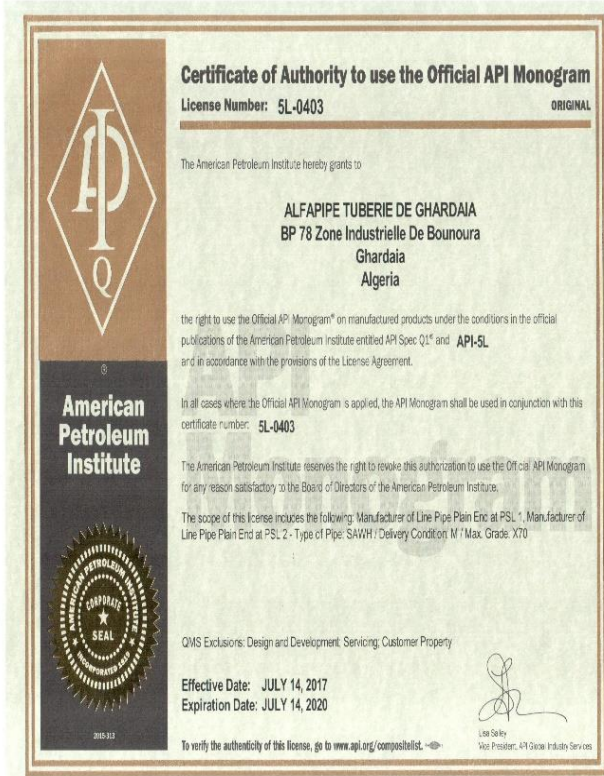 Certificate of Authority to use the Official API Monogram
License Number: 5L-0403
ORIGINAL
The American Petroleum Institute hereby grants to
ALFAPIPE TUBERIE DE GHARDAIA
BP 78 Zone Industrielle De Bounoura
Ghardaia
Algeria
the right to use the Official API Monogram® on manufactured products under the conditions in the official
publications of the American Petroleum Institute entitled API Spec Q1® and API-5L
and in accordance with the provisions of the License Agreement.
In all cases where the Official API Monogram is applied, the API Monogram shall be used in conjunction with this
certificate number: 5L-0403
The American Petroleum Institute reserves the right to revoke this authorization to use the Official API Monogram
for any reason satisfactory to the Board of Directors of the American Petroleum Institute.
The scope of this license includes the following: Manufacturer of Line Pipe Plain End at PSL 1, Manufacturer of
Line Pipe Plain End at PSL 2 - Type of Pipe: SAWH / Delivery Condition: M / Max. Grade: X70
QMS Exclusions: Design and Development; Servicing; Customer Property
Effective Date: JULY 14, 2017
Expiration Date: JULY 14, 2020
To verify the authenticity of this license, go to www.api.org/compositelist.
Lisa Salley
Vice President, API Global Industry Services
API
Q
®
American
Petroleum
Institute
AMERICAN PETROLEUM INSTITUTE
CORPORATE
SEAL
2015-313
API
Monogram